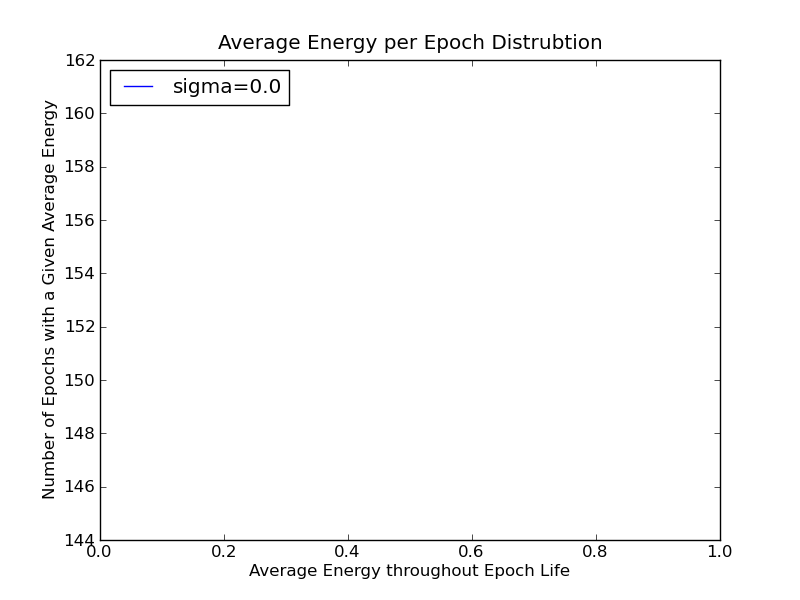 Average Energy per Epoch Distrubtion
sigma=0.0
Number of Epochs with a Given Average Energy
162
160
158
156
154
152
150
148
146
144
0.0 0.2 0.4 0.6 0.8 1.0
Average Energy throughout Epoch Life